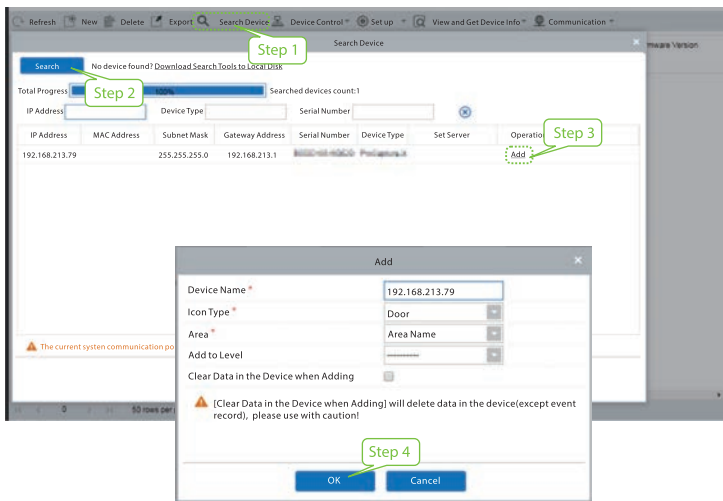 Refresh New Delete Export Search Device Device Control Set up View and Get Device Info Communication
Step 1
Search Device
mware Version
Search No device found? Download Search Tools to Local Disk
Step 2
Total Progress 100% Searched devices count:1
IP Address Device Type Serial Number
IP Address MAC Address Subnet Mask Gateway Address Serial Number Device Type Set Server Operation
Step 3
192.168.213.79 255.255.255.0 192.168.213.1 Add
Add
Device Name * 192.168.213.79
Icon Type * Door
Area * Area Name
The current systen communication po
Add to Level ----------
Clear Data in the Device when Adding
[Clear Data in the Device when Adding] will delete data in the device(except event
record), please use with caution!
0 50 rows per
Step 4
OK Cancel